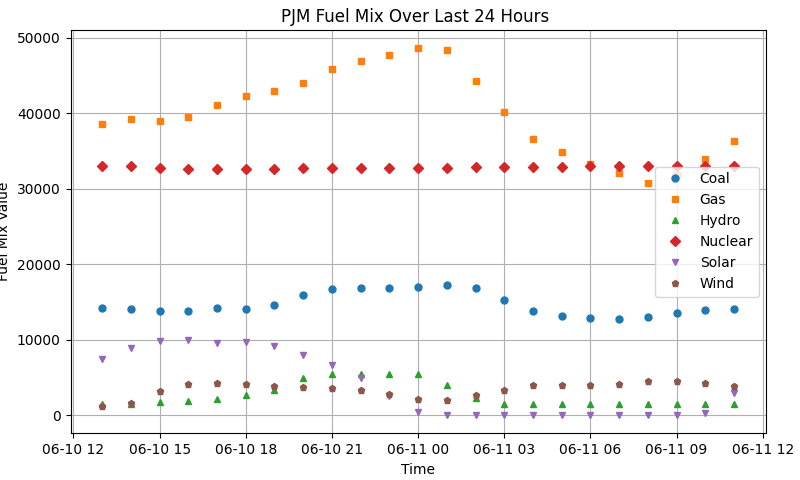 PJM Fuel Mix Over Last 24 Hours
50000
40000
30000
20000
10000
0
Fuel Mix Value
Coal
Gas
Hydro
Nuclear
Solar
Wind
06-10 12 06-10 15 06-10 18 06-10 21 06-11 00 06-11 03 06-11 06 06-11 09 06-11 12
Time